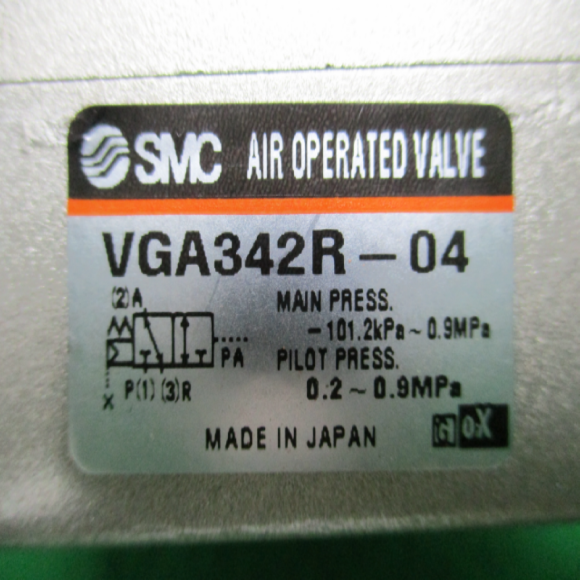 SMC AIR OPERATED VALVE
VGA342R-04
(2)A
MAIN PRESS.
-101.2kPa~0.9MPa
PA
PILOT PRESS.
0.2~0.9MPa
X P(1) (3)R
MADE IN JAPAN